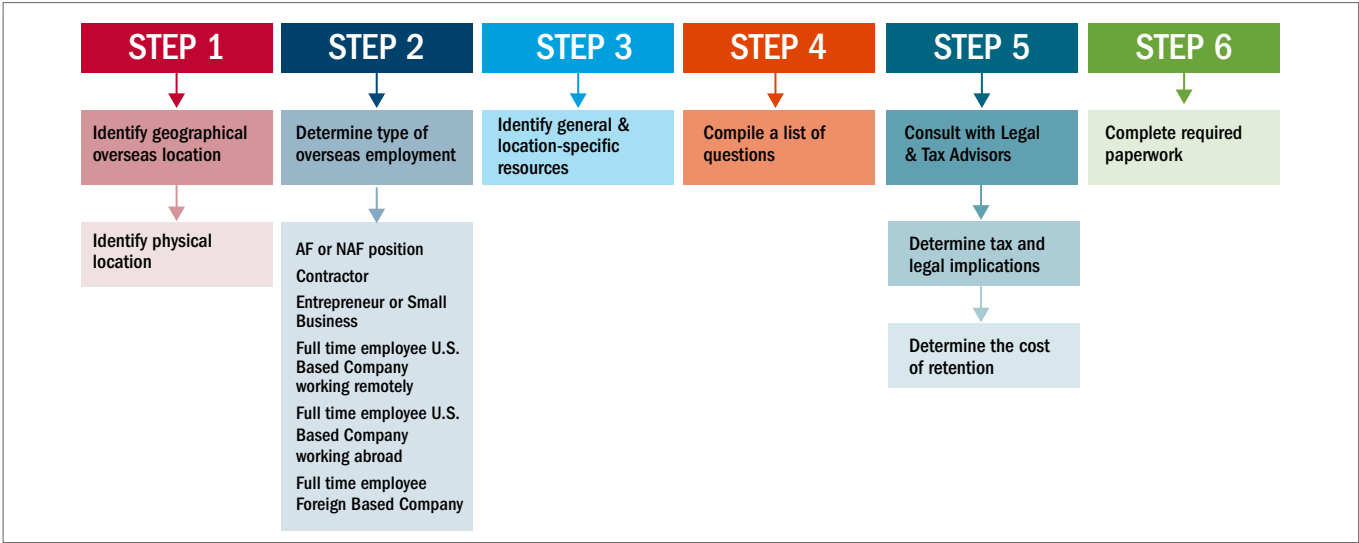 STEP 1
Identify geographical
overseas location
Identify physical
location
STEP 2
Determine type of
overseas employment
AF or NAF position
Contractor
Entrepreneur or Small
Business
Full time employee U.S.
Based Company
working remotely
Full time employee U.S.
Based Company
working abroad
Full time employee
Foreign Based Company
STEP 3
Identify general &
location-specific
resources
STEP 4
Compile a list of
questions
STEP 5
Consult with Legal
& Tax Advisors
Determine tax and
legal implications
Determine the cost
of retention
STEP 6
Complete required
paperwork